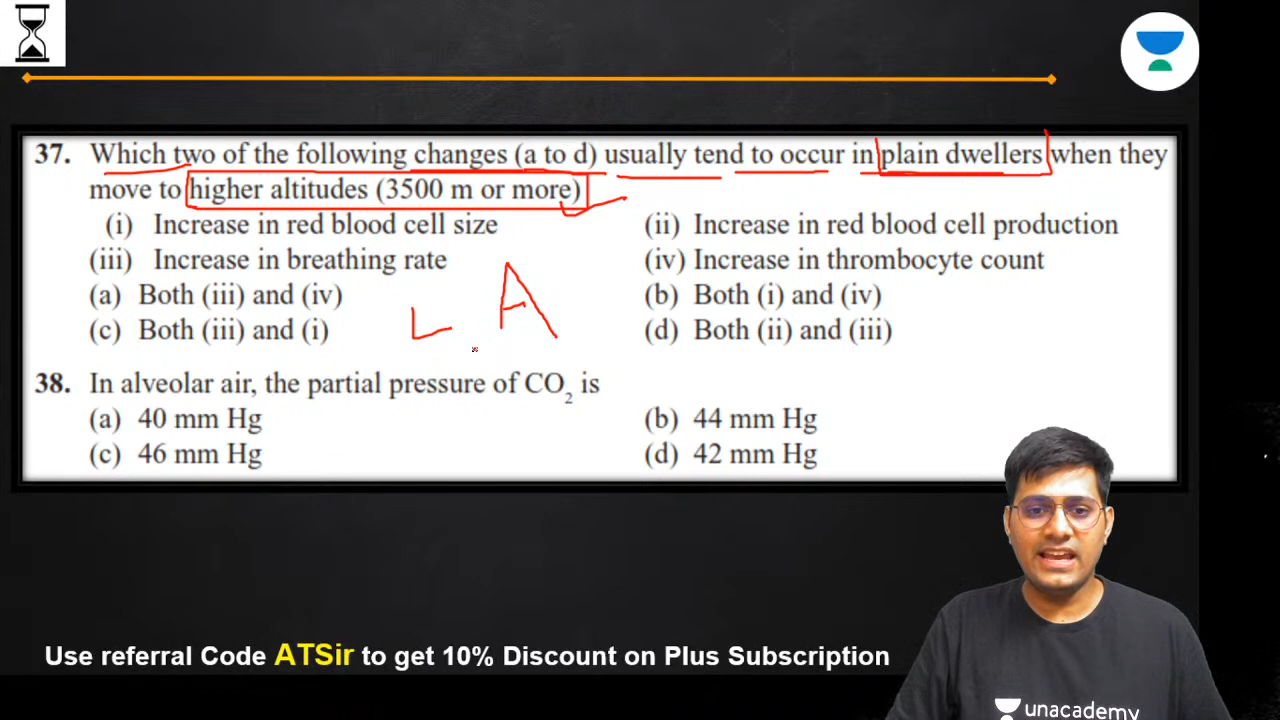 37. Which two of the following changes (a to d) usually tend to occur in plain dwellers when they
move to higher altitudes (3500 m or more)
(i) Increase in red blood cell size (ii) Increase in red blood cell production
(iii) Increase in breathing rate (iv) Increase in thrombocyte count
(a) Both (iii) and (iv) (b) Both (i) and (iv)
(c) Both (iii) and (i) (d) Both (ii) and (iii)
L A
38. In alveolar air, the partial pressure of CO₂ is
(a) 40 mm Hg (b) 44 mm Hg
(c) 46 mm Hg (d) 42 mm Hg
Use referral Code ATSir to get 10% Discount on Plus Subscription
unacademy